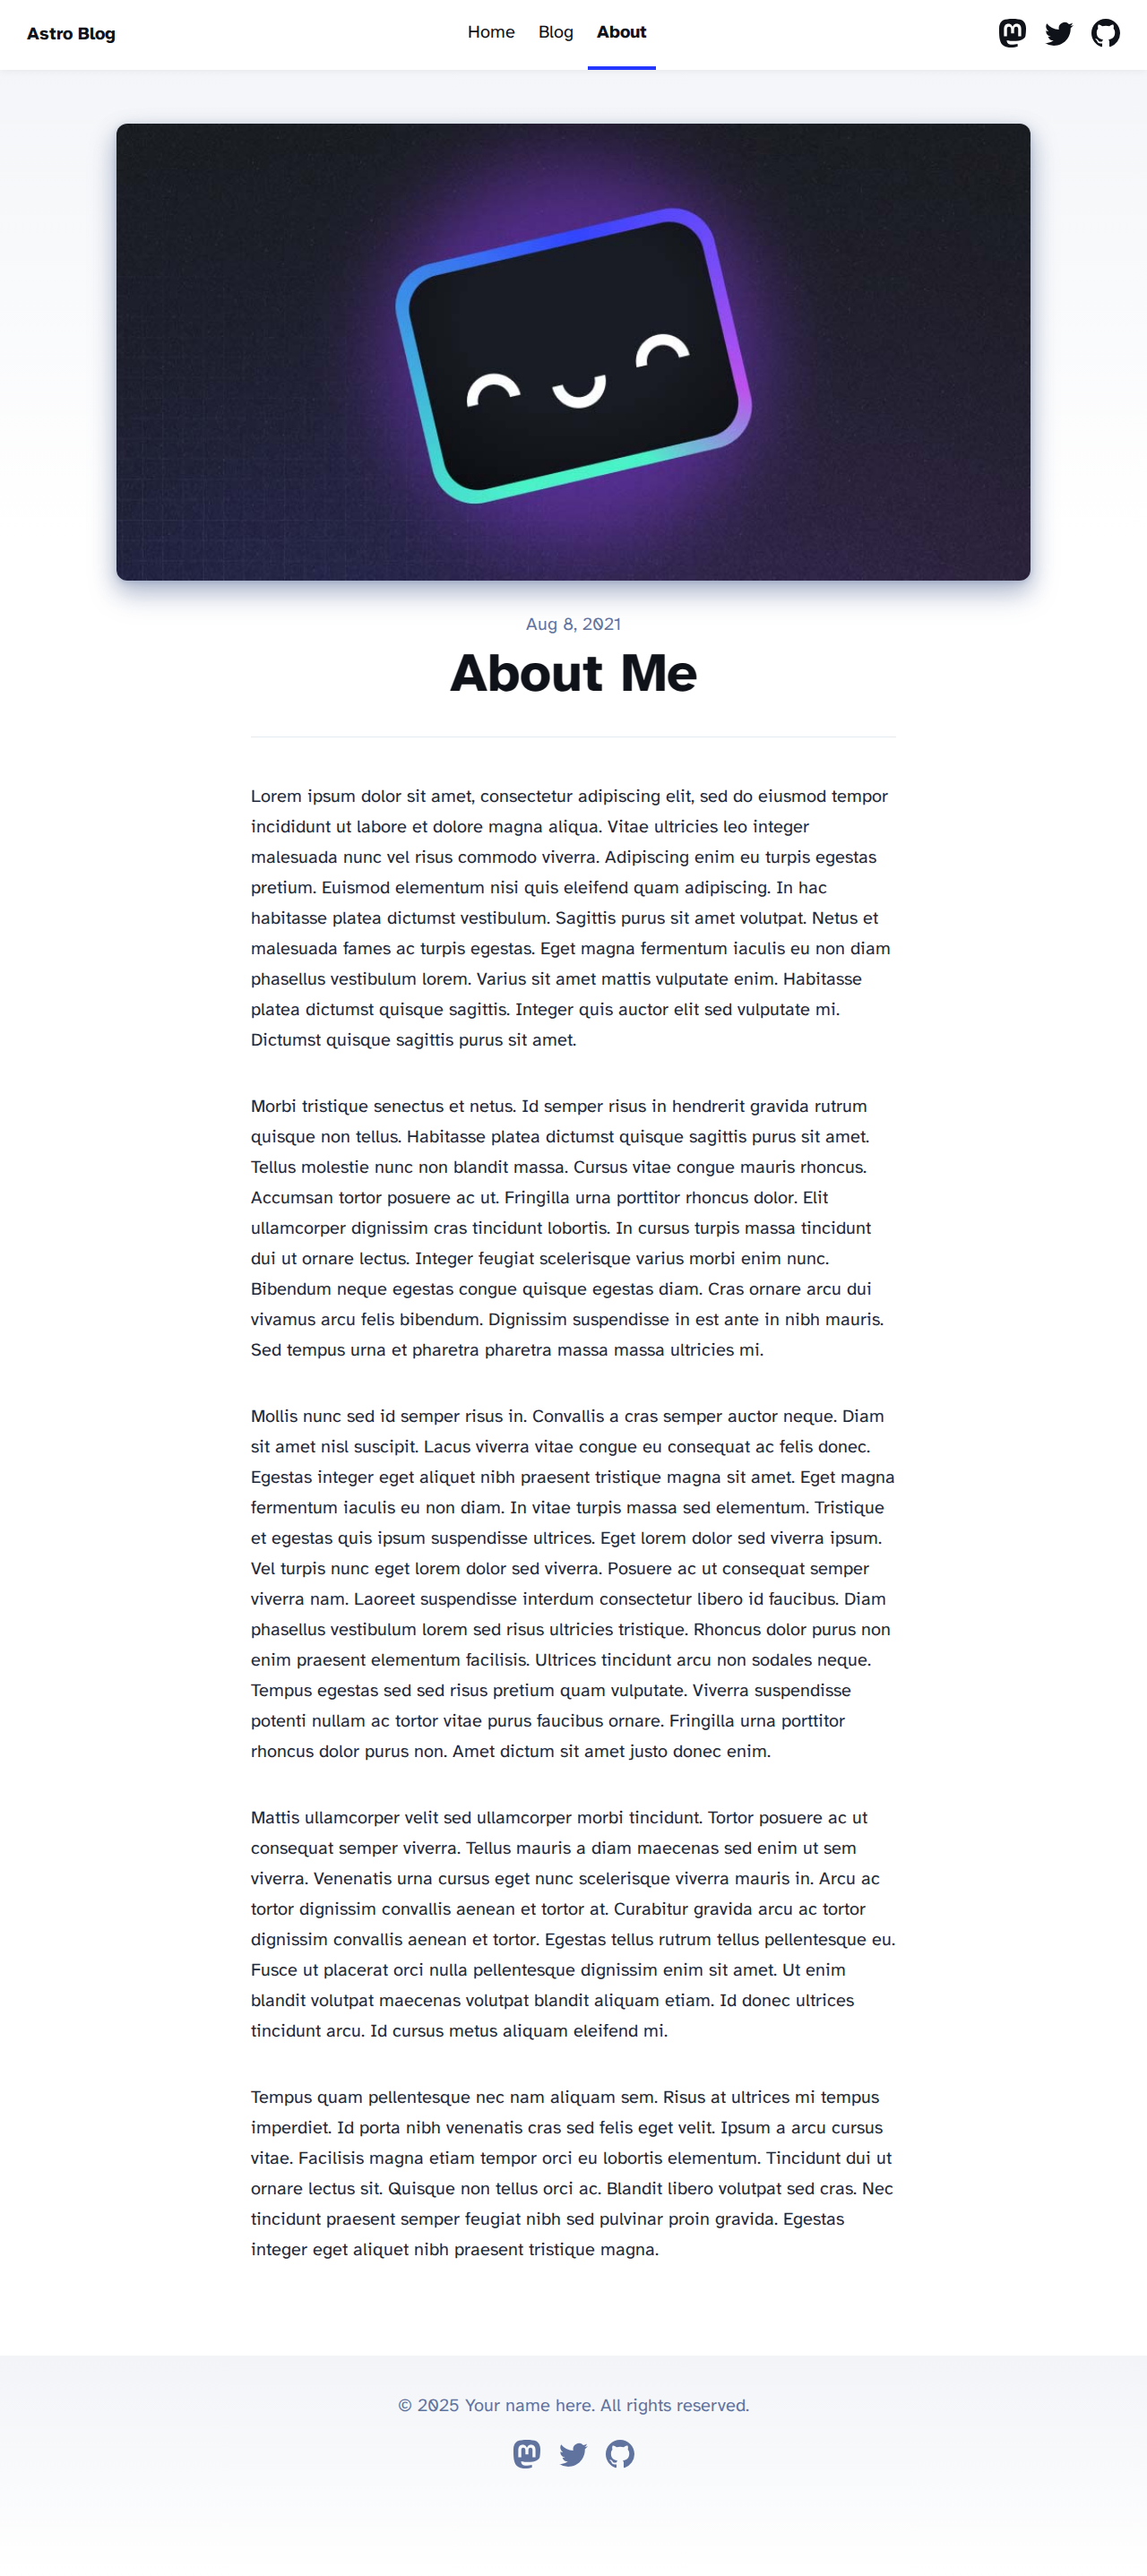 Astro Blog
Home
Blog
About
Aug 8, 2021
About Me
Lorem ipsum dolor sit amet, consectetur adipiscing elit, sed do eiusmod tempor
incididunt ut labore et dolore magna aliqua. Vitae ultricies leo integer
malesuada nunc vel risus commodo viverra. Adipiscing enim eu turpis egestas
pretium. Euismod elementum nisi quis eleifend quam adipiscing. In hac
habitasse platea dictumst vestibulum. Sagittis purus sit amet volutpat. Netus et
malesuada fames ac turpis egestas. Eget magna fermentum iaculis eu non diam
phasellus vestibulum lorem. Varius sit amet mattis vulputate enim. Habitasse
platea dictumst quisque sagittis. Integer quis auctor elit sed vulputate mi.
Dictumst quisque sagittis purus sit amet.
Morbi tristique senectus et netus. Id semper risus in hendrerit gravida rutrum
quisque non tellus. Habitasse platea dictumst quisque sagittis purus sit amet.
Tellus molestie nunc non blandit massa. Cursus vitae congue mauris rhoncus.
Accumsan tortor posuere ac ut. Fringilla urna porttitor rhoncus dolor. Elit
ullamcorper dignissim cras tincidunt lobortis. In cursus turpis massa tincidunt
dui ut ornare lectus. Integer feugiat scelerisque varius morbi enim nunc.
Bibendum neque egestas congue quisque egestas diam. Cras ornare arcu dui
vivamus arcu felis bibendum. Dignissim suspendisse in est ante in nibh mauris.
Sed tempus urna et pharetra pharetra massa massa ultricies mi.
Mollis nunc sed id semper risus in. Convallis a cras semper auctor neque. Diam
sit amet nisl suscipit. Lacus viverra vitae congue eu consequat ac felis donec.
Egestas integer eget aliquet nibh praesent tristique magna sit amet. Eget magna
fermentum iaculis eu non diam. In vitae turpis massa sed elementum. Tristique
et egestas quis ipsum suspendisse ultrices. Eget lorem dolor sed viverra ipsum.
Vel turpis nunc eget lorem dolor sed viverra. Posuere ac ut consequat semper
viverra nam. Laoreet suspendisse interdum consectetur libero id faucibus. Diam
phasellus vestibulum lorem sed risus ultricies tristique. Rhoncus dolor purus non
enim praesent elementum facilisis. Ultrices tincidunt arcu non sodales neque.
Tempus egestas sed sed risus pretium quam vulputate. Viverra suspendisse
potenti nullam ac tortor vitae purus faucibus ornare. Fringilla urna porttitor
rhoncus dolor purus non. Amet dictum sit amet justo donec enim.
Mattis ullamcorper velit sed ullamcorper morbi tincidunt. Tortor posuere ac ut
consequat semper viverra. Tellus mauris a diam maecenas sed enim ut sem
viverra. Venenatis urna cursus eget nunc scelerisque viverra mauris in. Arcu ac
tortor dignissim convallis aenean et tortor at. Curabitur gravida arcu ac tortor
dignissim convallis aenean et tortor. Egestas tellus rutrum tellus pellentesque eu.
Fusce ut placerat orci nulla pellentesque dignissim enim sit amet. Ut enim
blandit volutpat maecenas volutpat blandit aliquam etiam. Id donec ultrices
tincidunt arcu. Id cursus metus aliquam eleifend mi.
Tempus quam pellentesque nec nam aliquam sem. Risus at ultrices mi tempus
imperdiet. Id porta nibh venenatis cras sed felis eget velit. Ipsum a arcu cursus
vitae. Facilisis magna etiam tempor orci eu lobortis elementum. Tincidunt dui ut
ornare lectus sit. Quisque non tellus orci ac. Blandit libero volutpat sed cras. Nec
tincidunt praesent semper feugiat nibh sed pulvinar proin gravida. Egestas
integer eget aliquet nibh praesent tristique magna.
© 2025 Your name here. All rights reserved.